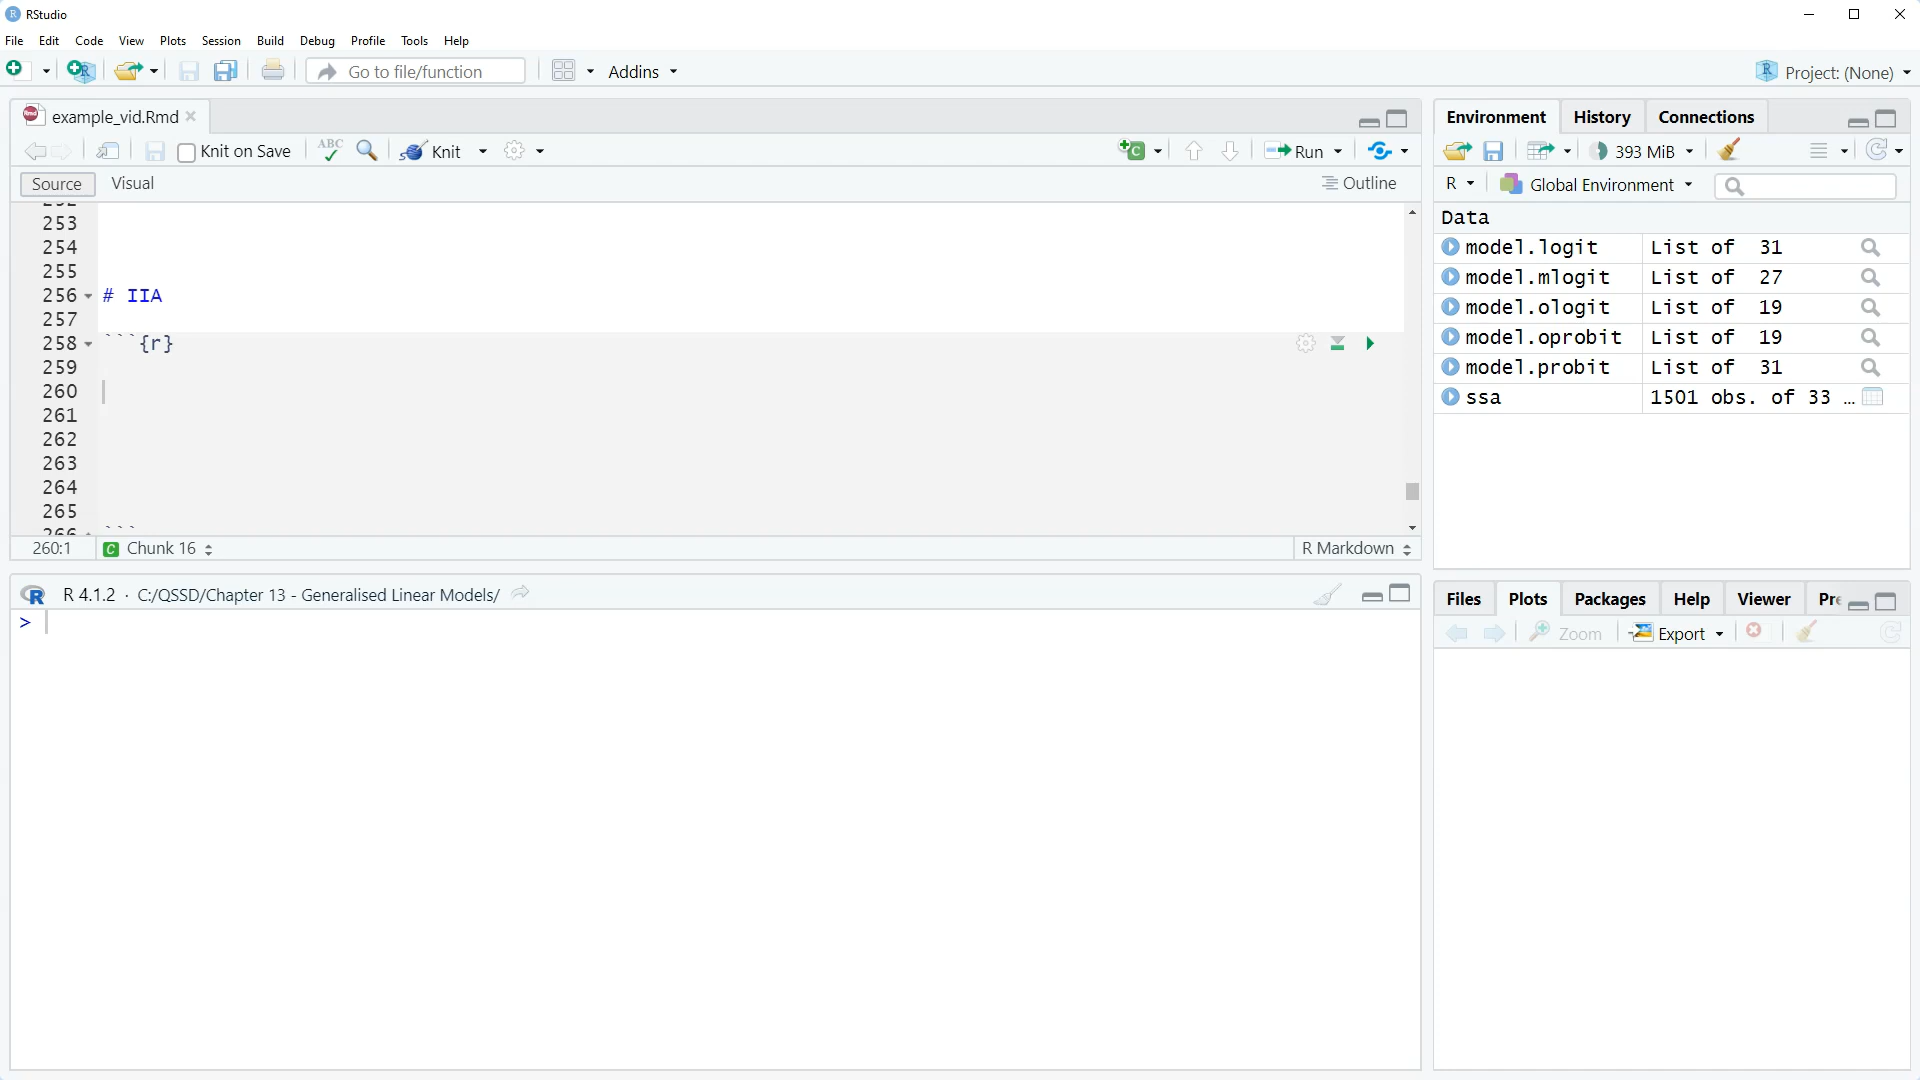 RStudio
File Edit Code View Plots Session Build Debug Profile Tools Help
Go to file/function Addins Project: (None)
example_vid.Rmd
Knit on Save ABC Knit Run
Source Visual Outline
253
254
255
256 # IIA
257
258 ```{r}
259
260
261
262
263
264
265
266 ```
260:1 Chunk 16 R Markdown
R 4.1.2 · C:/QSSD/Chapter 13 - Generalised Linear Models/
>
Environment History Connections
393 MiB
R Global Environment
Data
model.logit List of 31
model.mlogit List of 27
model.ologit List of 19
model.oprobit List of 19
model.probit List of 31
ssa 1501 obs. of 33 …
Files Plots Packages Help Viewer Pre
Zoom Export